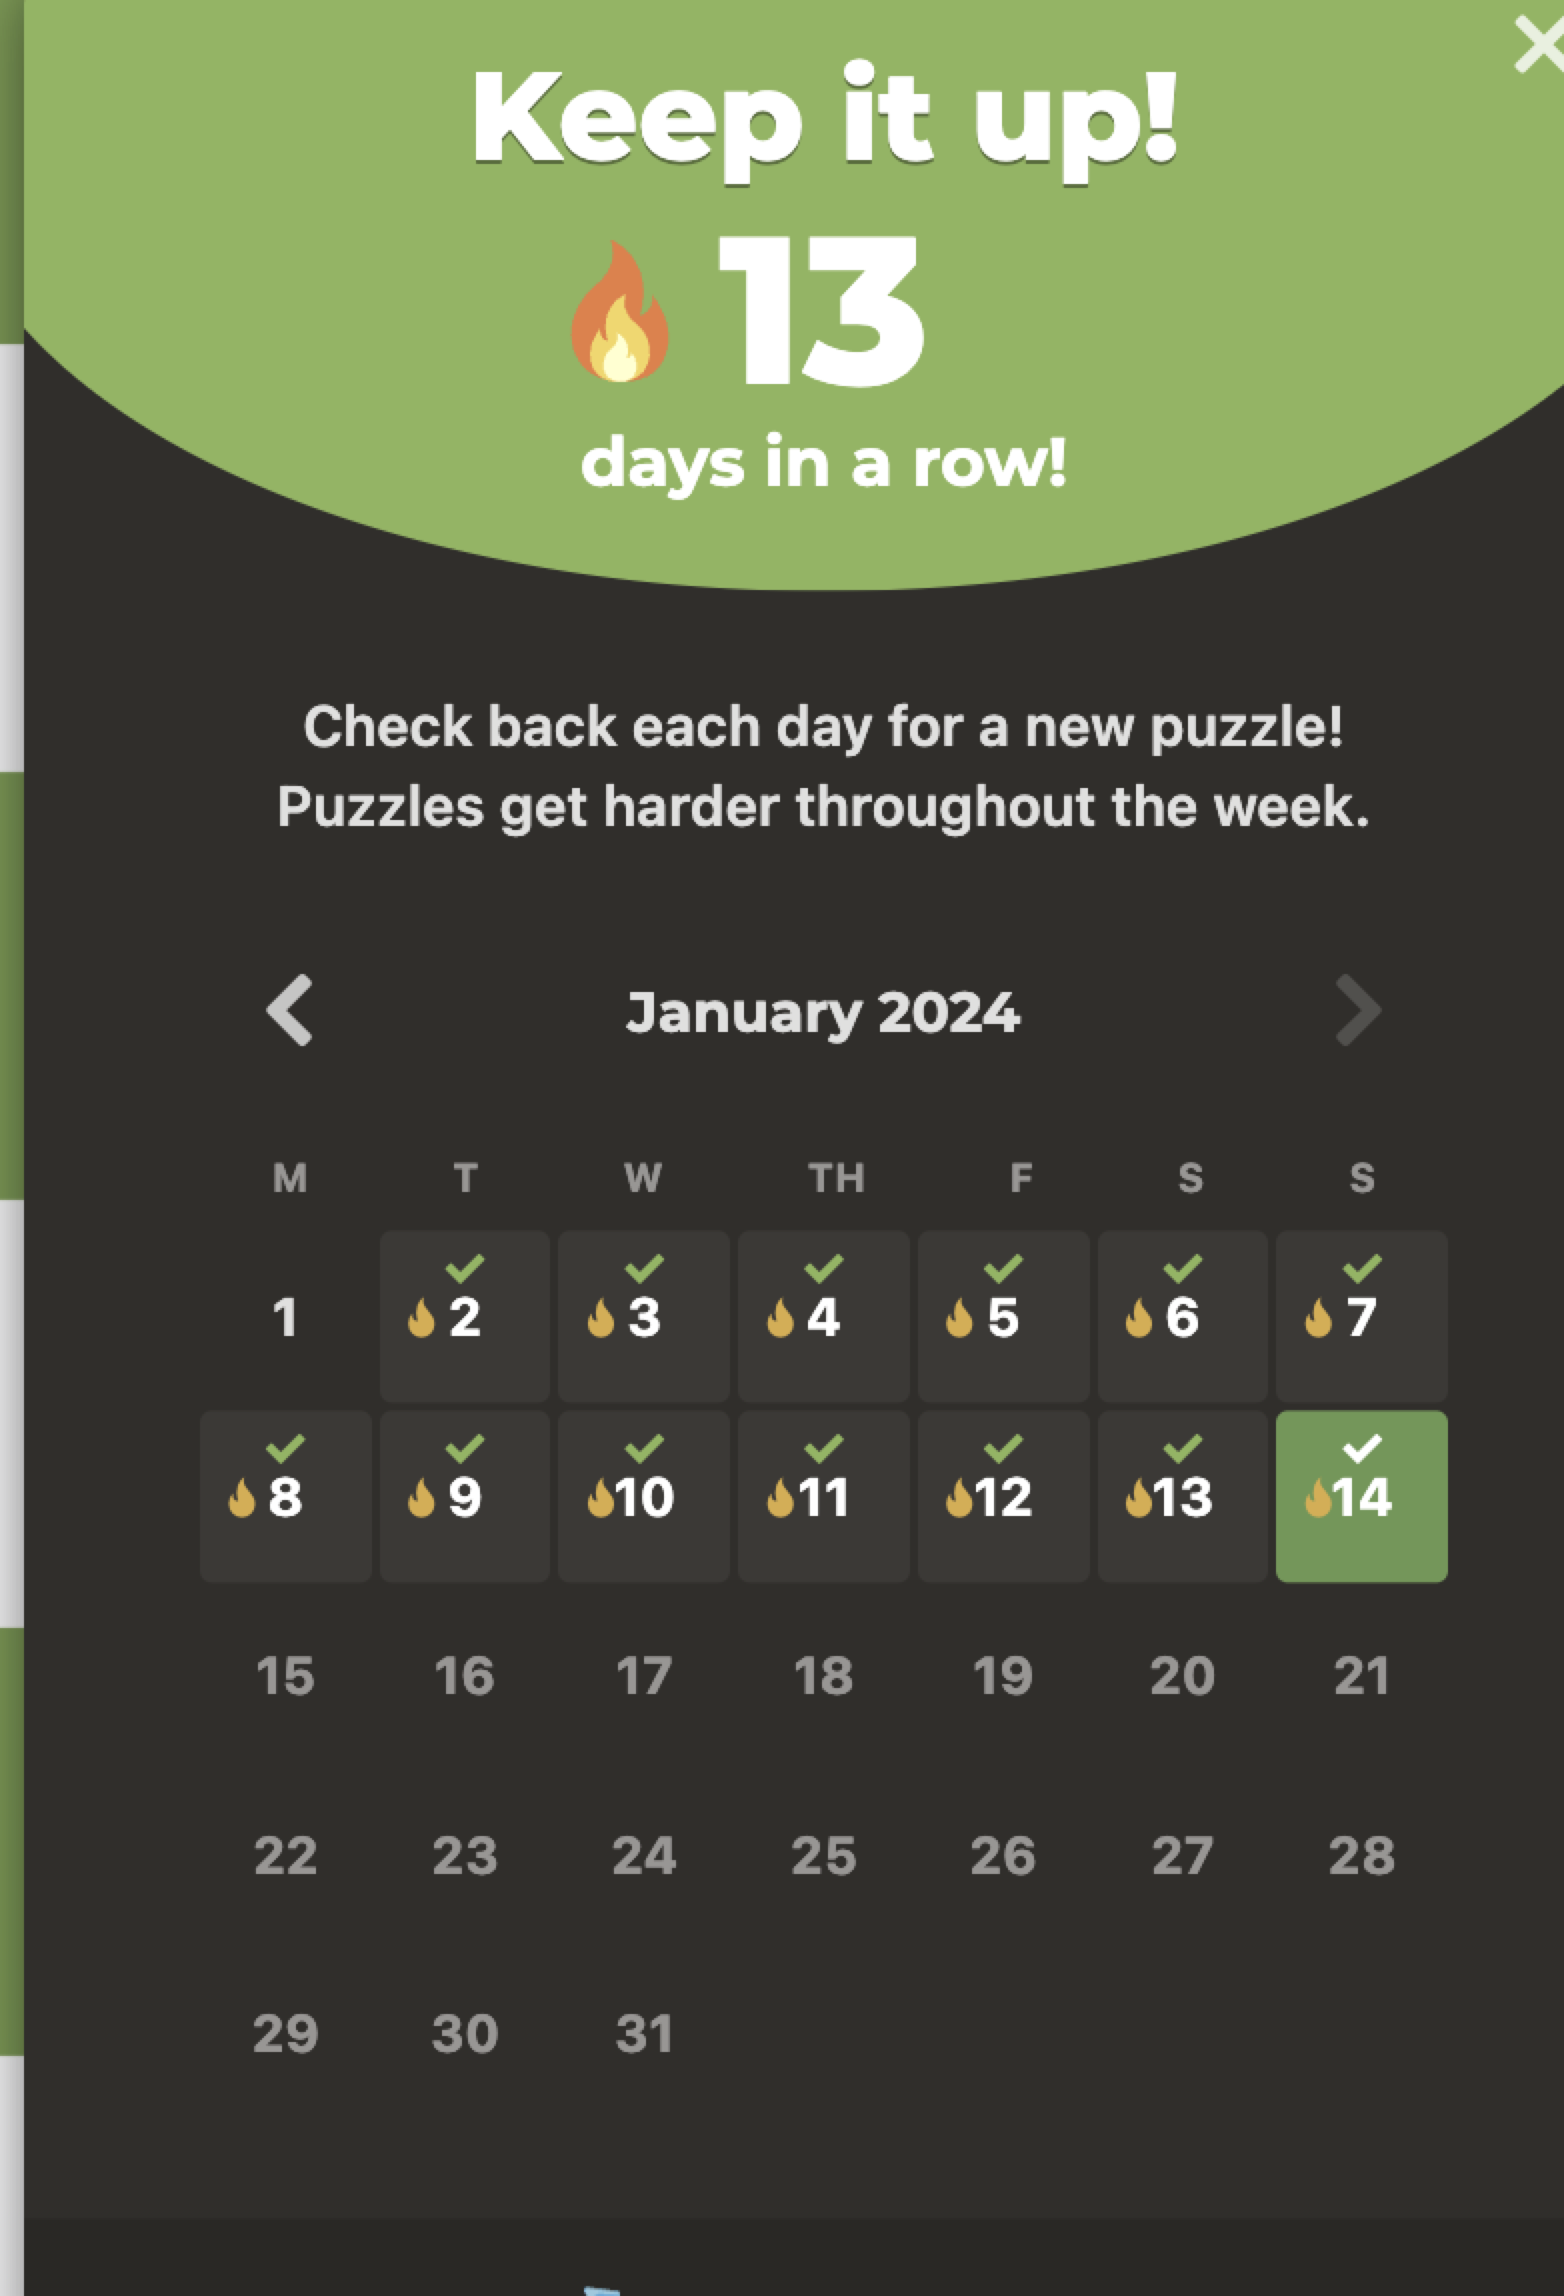 Keep it up!
13
days in a row!
Check back each day for a new puzzle!
Puzzles get harder throughout the week.
January 2024
M T W TH F S S
1 2 3 4 5 6 7
8 9 10 11 12 13 14
15 16 17 18 19 20 21
22 23 24 25 26 27 28
29 30 31